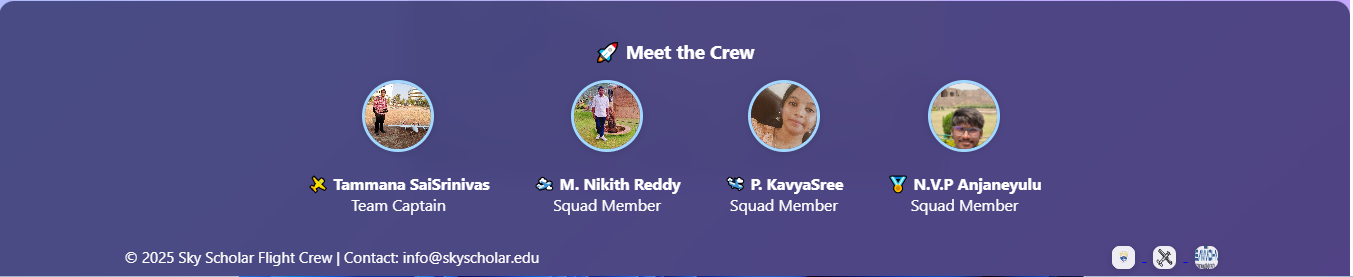 Meet the Crew
Tammana SaiSrinivas
Team Captain
M. Nikith Reddy
Squad Member
P. KavyaSree
Squad Member
N.V.P Anjaneyulu
Squad Member
© 2025 Sky Scholar Flight Crew | Contact: info@skyscholar.edu